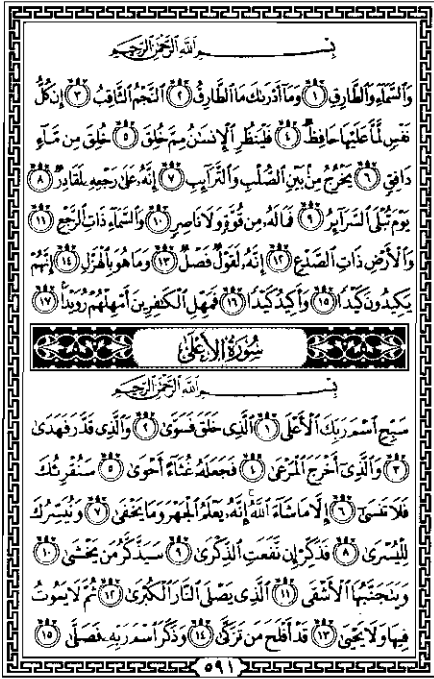 بِسْمِ ٱللَّهِ ٱلرَّحْمَٰنِ ٱلرَّحِيمِ
وَٱلسَّمَآءِ وَٱلطَّارِقِ ١ وَمَآ أَدْرَىٰكَ مَا ٱلطَّارِقُ ٢ ٱلنَّجْمُ ٱلثَّاقِبُ ٣ إِن كُلُّ
نَفْسٍ لَّمَّا عَلَيْهَا حَافِظٌ ٤ فَلْيَنظُرِ ٱلْإِنسَٰنُ مِمَّ خُلِقَ ٥ خُلِقَ مِن مَّآءٍ
دَافِقٍ ٦ يَخْرُجُ مِنۢ بَيْنِ ٱلصُّلْبِ وَٱلتَّرَآئِبِ ٧ إِنَّهُۥ عَلَىٰ رَجْعِهِۦ لَقَادِرٌ ٨
يَوْمَ تُبْلَى ٱلسَّرَآئِرُ ٩ فَمَا لَهُۥ مِن قُوَّةٍ وَلَا نَاصِرٍ ١٠ وَٱلسَّمَآءِ ذَاتِ ٱلرَّجْعِ ١١
وَٱلْأَرْضِ ذَاتِ ٱلصَّدْعِ ١٢ إِنَّهُۥ لَقَوْلٌ فَصْلٌ ١٣ وَمَا هُوَ بِٱلْهَزْلِ ١٤ إِنَّهُمْ
يَكِيدُونَ كَيْدًا ١٥ وَأَكِيدُ كَيْدًا ١٦ فَمَهِّلِ ٱلْكَٰفِرِينَ أَمْهِلْهُمْ رُوَيْدًۢا ١٧
سُورَةُ ٱلْأَعْلَىٰ
بِسْمِ ٱللَّهِ ٱلرَّحْمَٰنِ ٱلرَّحِيمِ
سَبِّحِ ٱسْمَ رَبِّكَ ٱلْأَعْلَى ١ ٱلَّذِى خَلَقَ فَسَوَّىٰ ٢ وَٱلَّذِى قَدَّرَ فَهَدَىٰ
٣ وَٱلَّذِىٓ أَخْرَجَ ٱلْمَرْعَىٰ ٤ فَجَعَلَهُۥ غُثَآءً أَحْوَىٰ ٥ سَنُقْرِئُكَ
فَلَا تَنسَىٰٓ ٦ إِلَّا مَا شَآءَ ٱللَّهُ ۚ إِنَّهُۥ يَعْلَمُ ٱلْجَهْرَ وَمَا يَخْفَىٰ ٧ وَنُيَسِّرُكَ
لِلْيُسْرَىٰ ٨ فَذَكِّرْ إِن نَّفَعَتِ ٱلذِّكْرَىٰ ٩ سَيَذَّكَّرُ مَن يَخْشَىٰ ١٠
وَيَتَجَنَّبُهَا ٱلْأَشْقَى ١١ ٱلَّذِى يَصْلَى ٱلنَّارَ ٱلْكُبْرَىٰ ١٢ ثُمَّ لَا يَمُوتُ
فِيهَا وَلَا يَحْيَىٰ ١٣ قَدْ أَفْلَحَ مَن تَزَكَّىٰ ١٤ وَذَكَرَ ٱسْمَ رَبِّهِۦ فَصَلَّىٰ ١٥
٥٩١